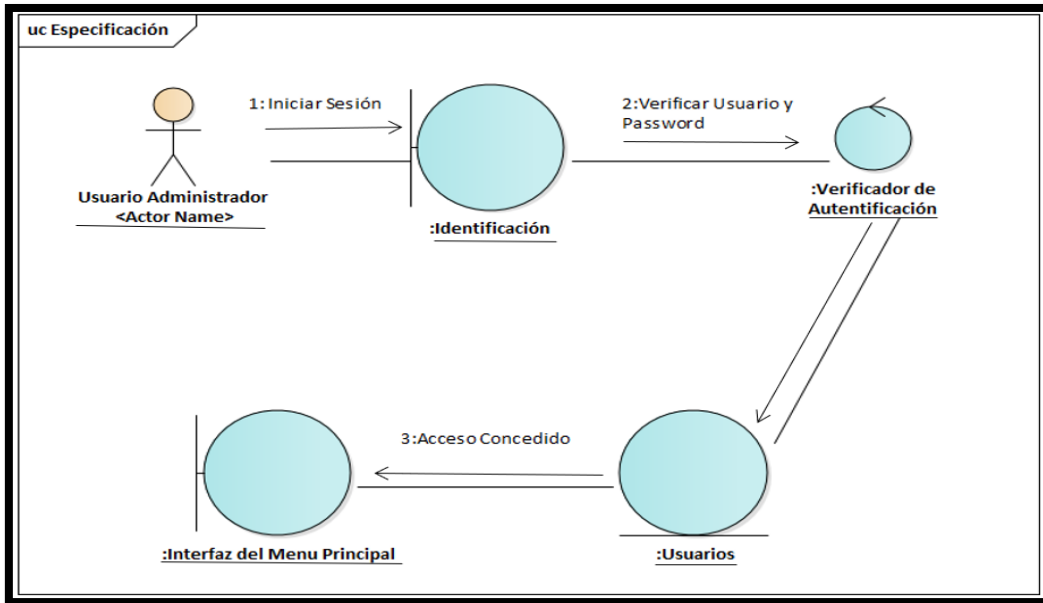 uc Especificación
1: Iniciar Sesión
2:Verificar Usuario y
Password
Usuario Administrador
<Actor Name>
:Identificación
:Verificador de
Autentificación
3:Acceso Concedido
:Interfaz del Menu Principal
:Usuarios